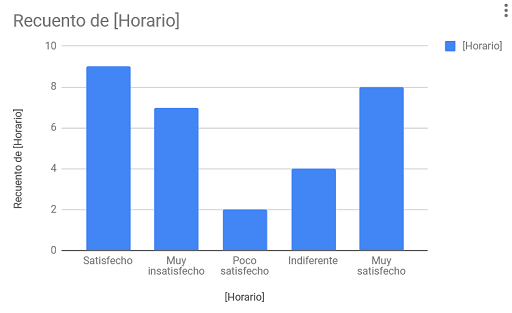 Recuento de [Horario]
10
8
6
4
2
0
Recuento de [Horario]
[Horario]
Satisfecho
Muy
insatisfecho
Poco
satisfecho
Indiferente
Muy
satisfecho
[Horario]